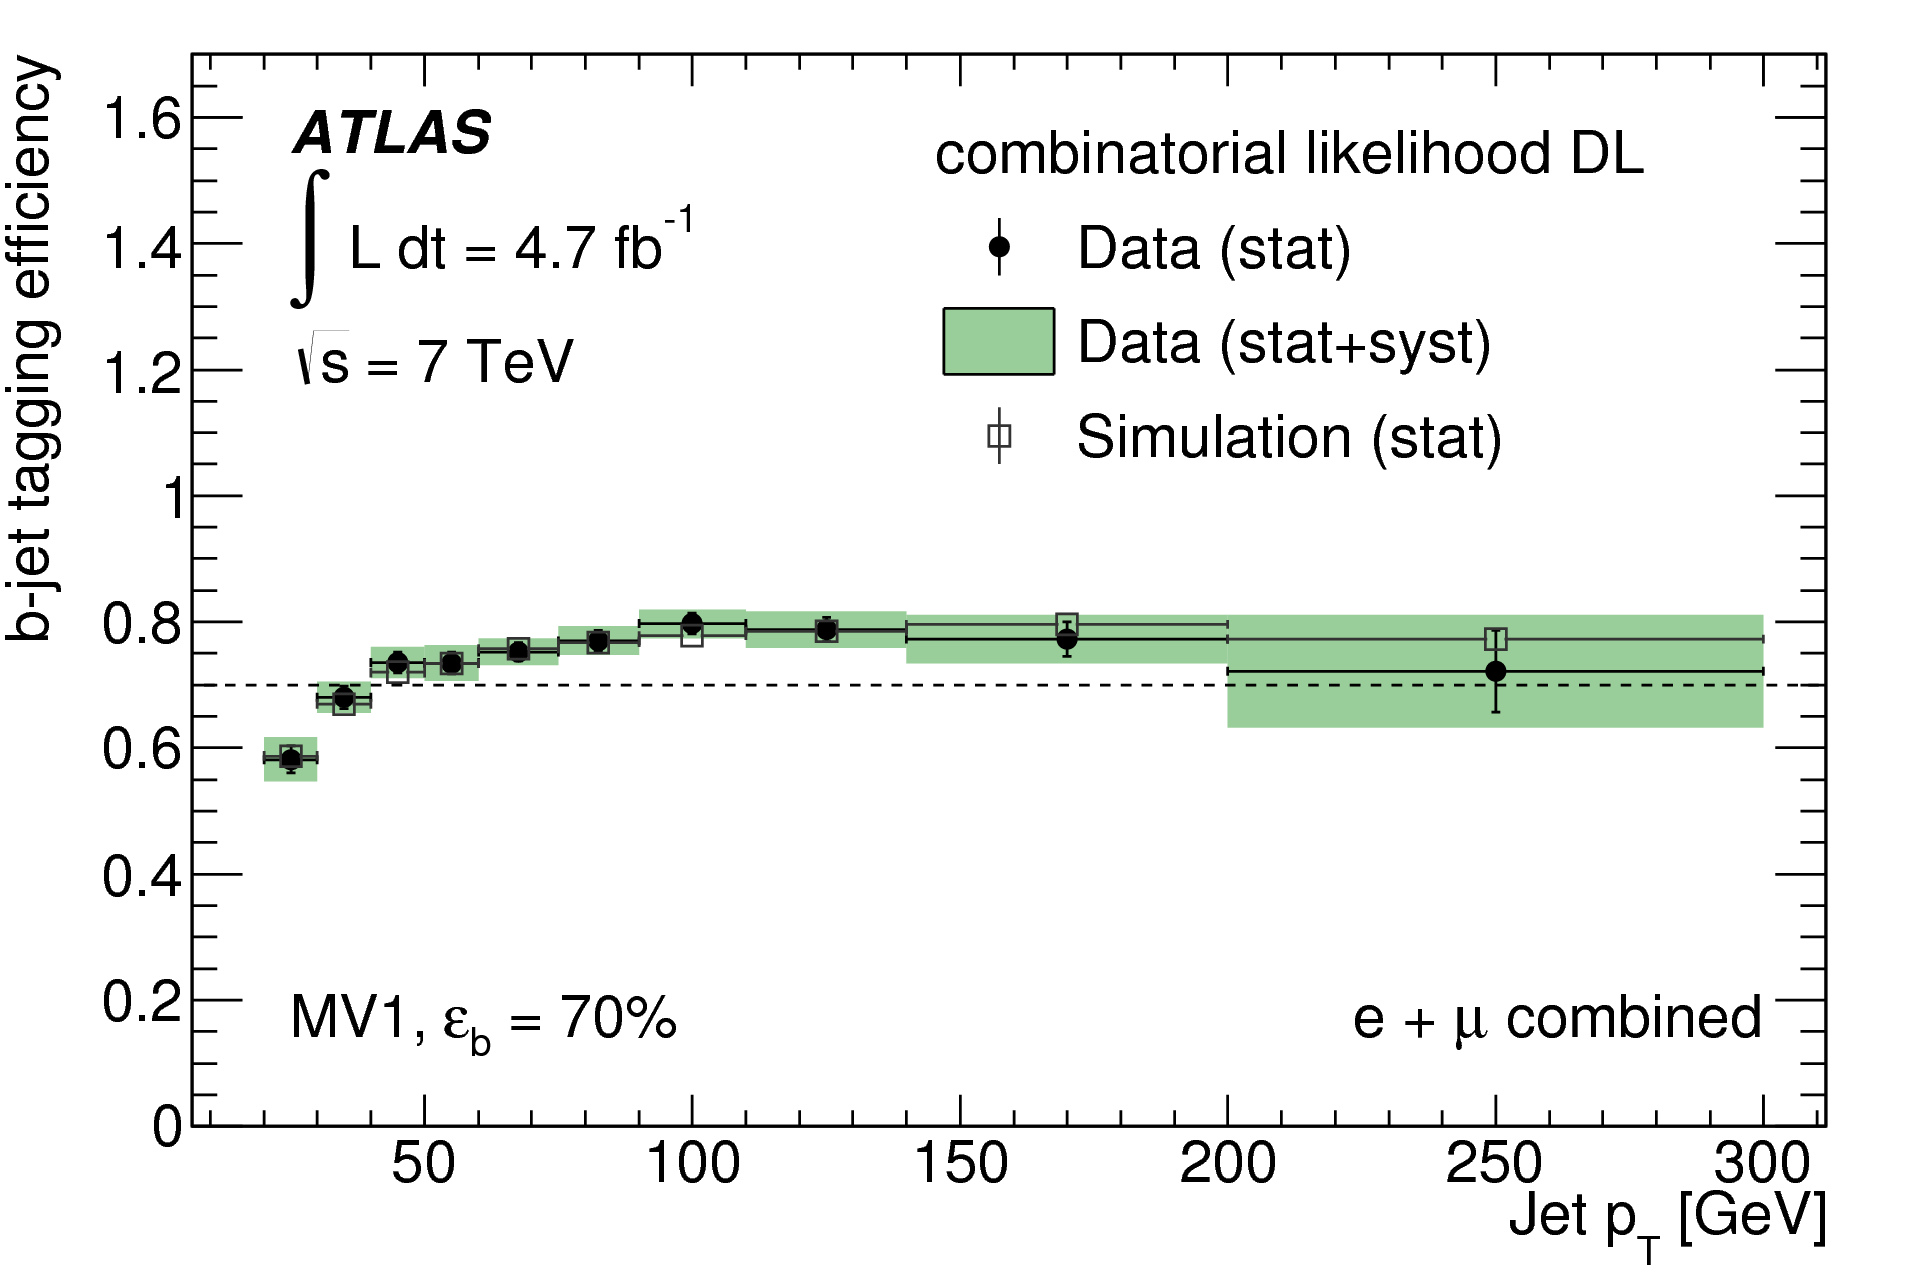 b-jet tagging efficiency
1.6
1.4
1.2
1
0.8
0.6
0.4
0.2
0
ATLAS
∫ L dt = 4.7 fb⁻¹
√s = 7 TeV
combinatorial likelihood DL
Data (stat)
Data (stat+syst)
Simulation (stat)
MV1, ε_b = 70%
e + μ combined
50 100 150 200 250 300
Jet p_T [GeV]